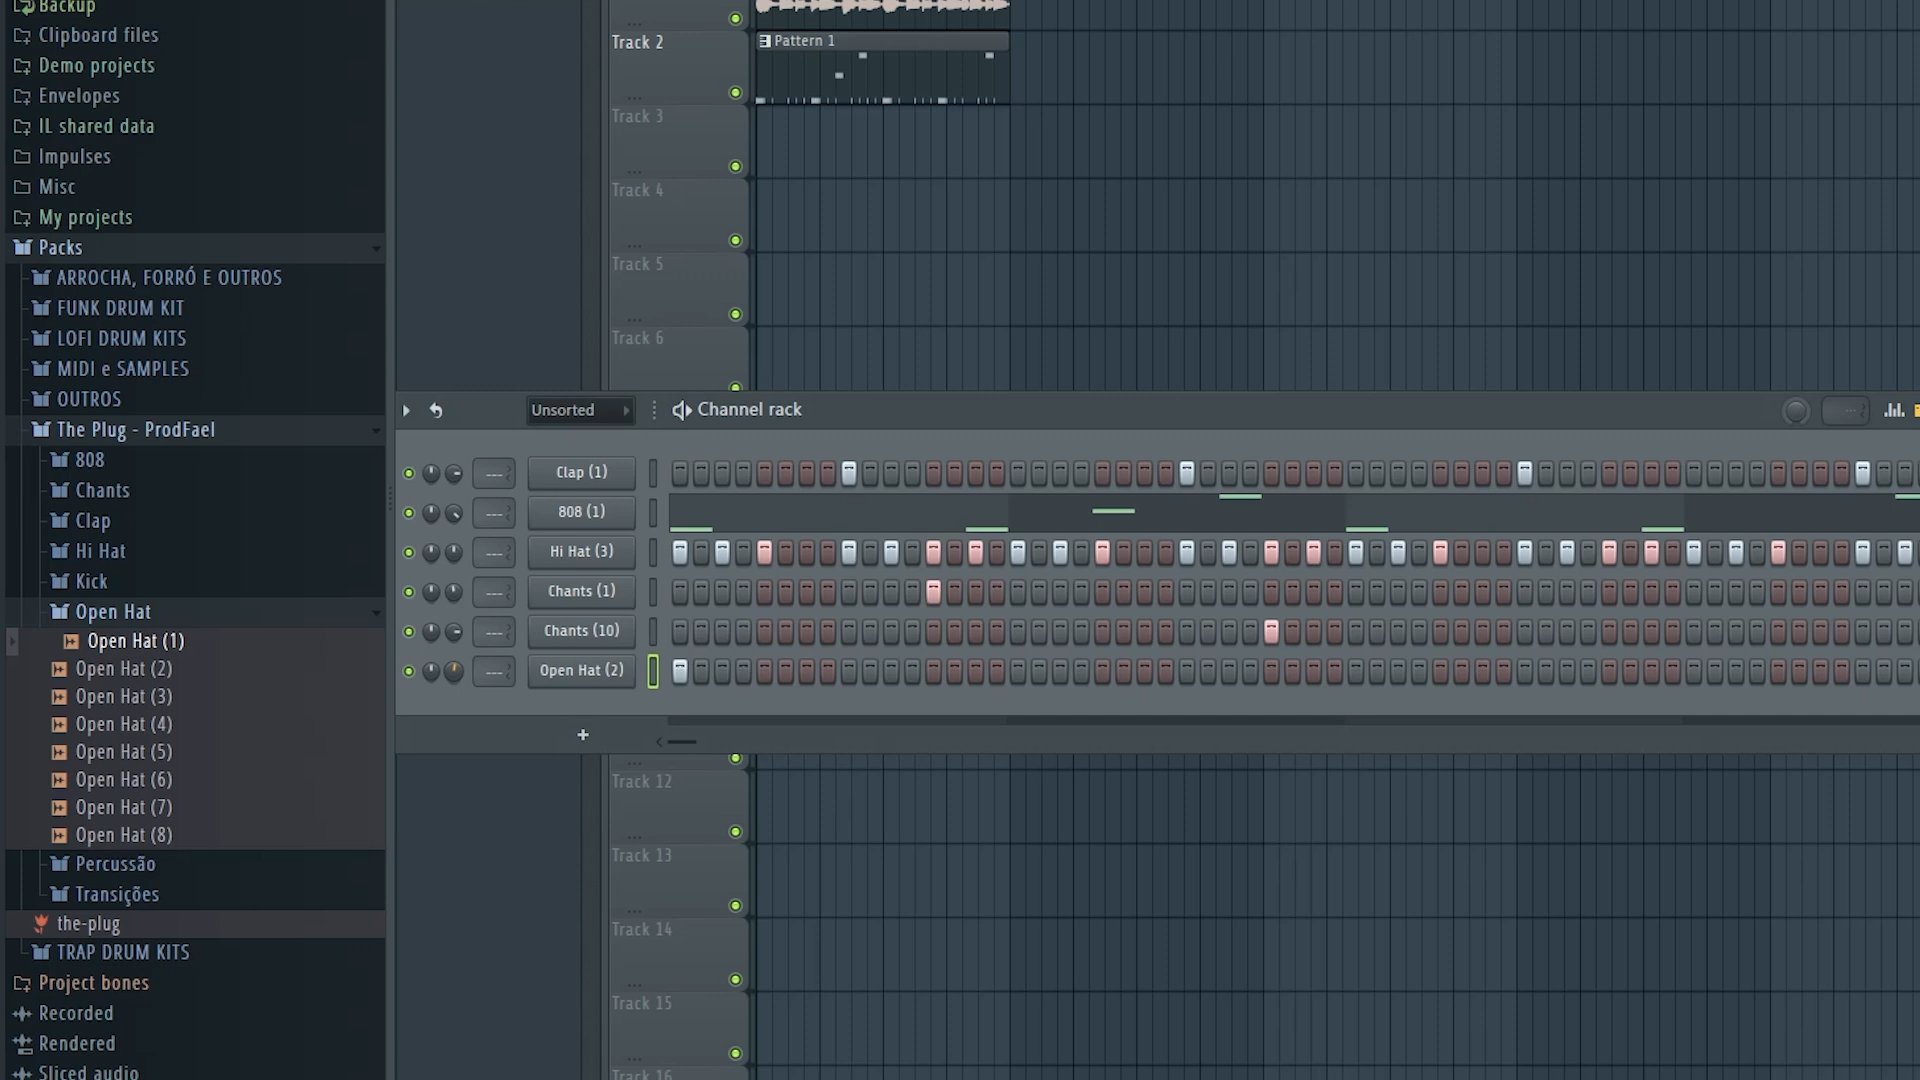 Backup
Clipboard files
Demo projects
Envelopes
IL shared data
Impulses
Misc
My projects
Packs
ARROCHA, FORRÓ E OUTROS
FUNK DRUM KIT
LOFI DRUM KITS
MIDI e SAMPLES
OUTROS
The Plug - ProdFael
808
Chants
Clap
Hi Hat
Kick
Open Hat
Open Hat (1)
Open Hat (2)
Open Hat (3)
Open Hat (4)
Open Hat (5)
Open Hat (6)
Open Hat (7)
Open Hat (8)
Percussão
Transições
the-plug
TRAP DRUM KITS
Project bones
Recorded
Rendered
Sliced audio
Track 2
Pattern 1
Track 3
Track 4
Track 5
Track 6
Unsorted
Channel rack
Clap (1)
808 (1)
Hi Hat (3)
Chants (1)
Chants (10)
Open Hat (2)
Track 12
Track 13
Track 14
Track 15
Track 16